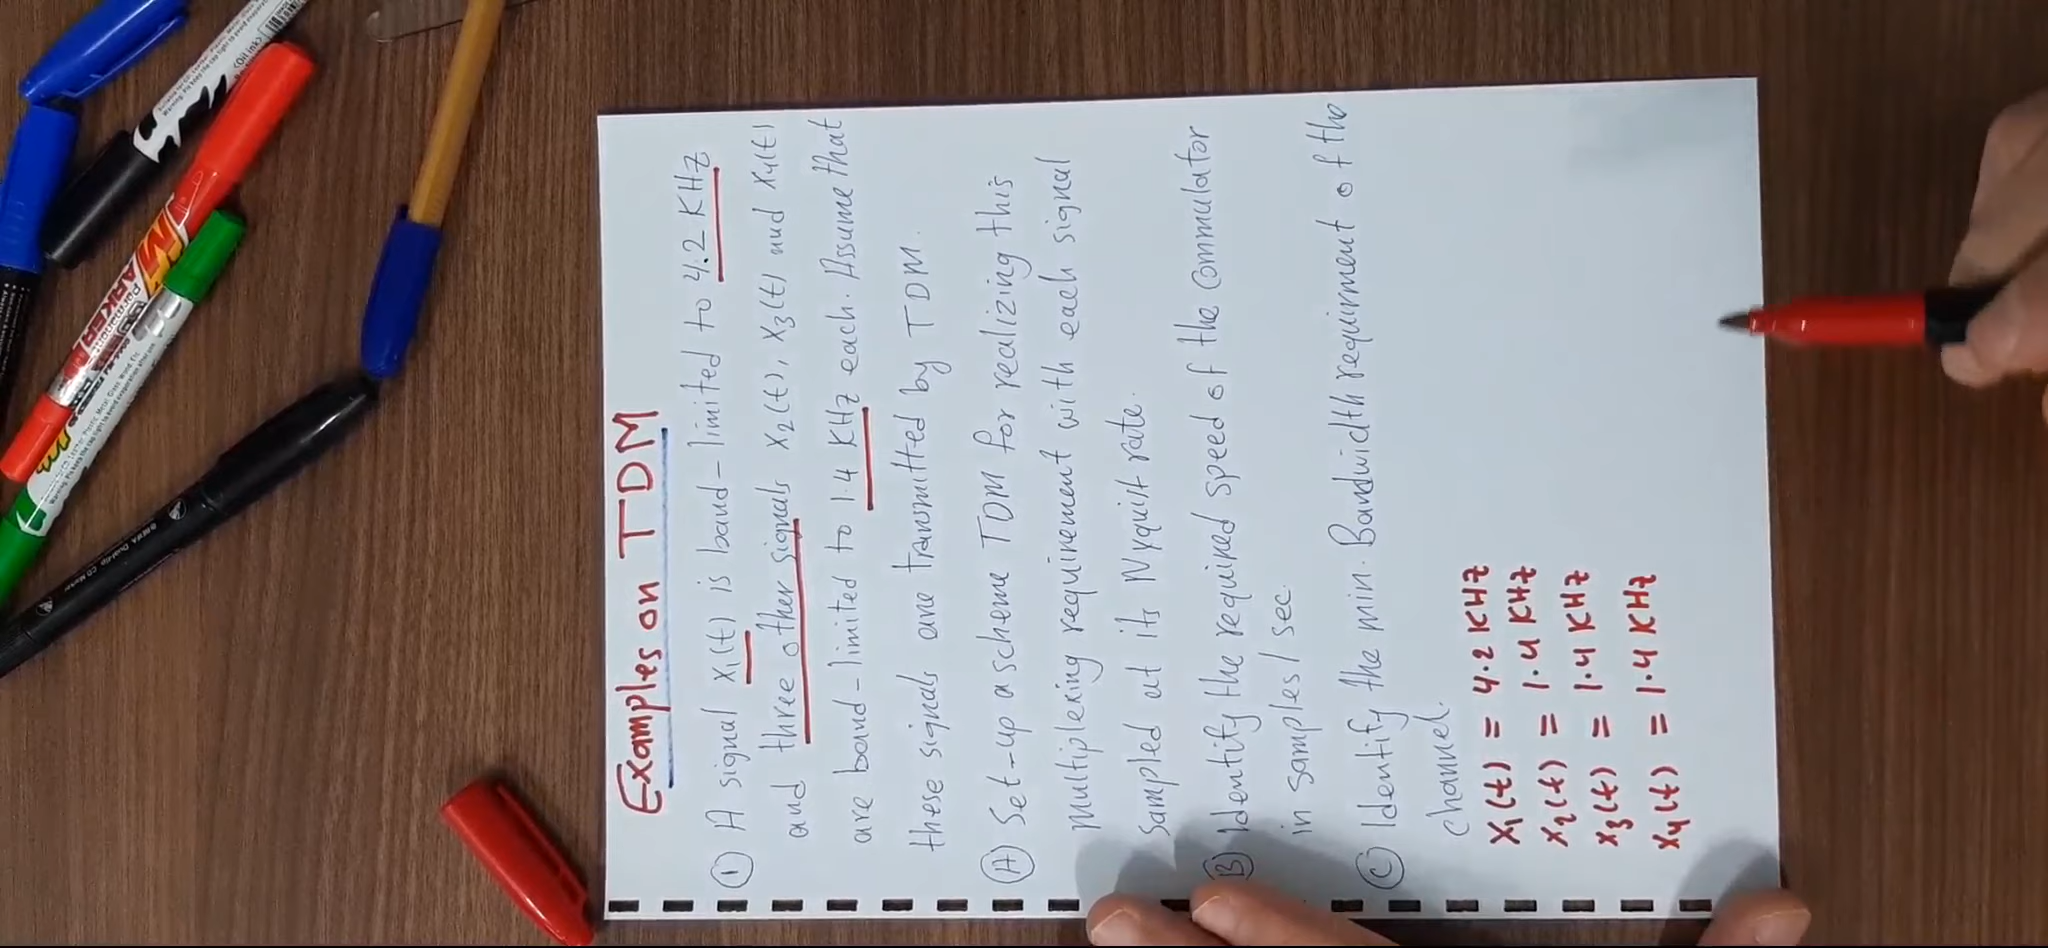 Examples on TDM
① A signal x1(t) is band-limited to 4.2 KHz
and three other signals x2(t), x3(t) and x4(t)
are band-limited to 1.4 KHz each. Assume that
these signals are transmitted by TDM.
Ⓐ Set-up a scheme TDM for realizing this
multiplexing requirement with each signal
sampled at its Nyquist rate.
Ⓑ Identify the required speed of the commulator
in samples/sec.
Ⓒ Identify the min. Bandwidth requirment of the
channel.
X1(t) = 4.2 KHz
X2(t) = 1.4 KHz
X3(t) = 1.4 KHz
X4(t) = 1.4 KHz
MARKER